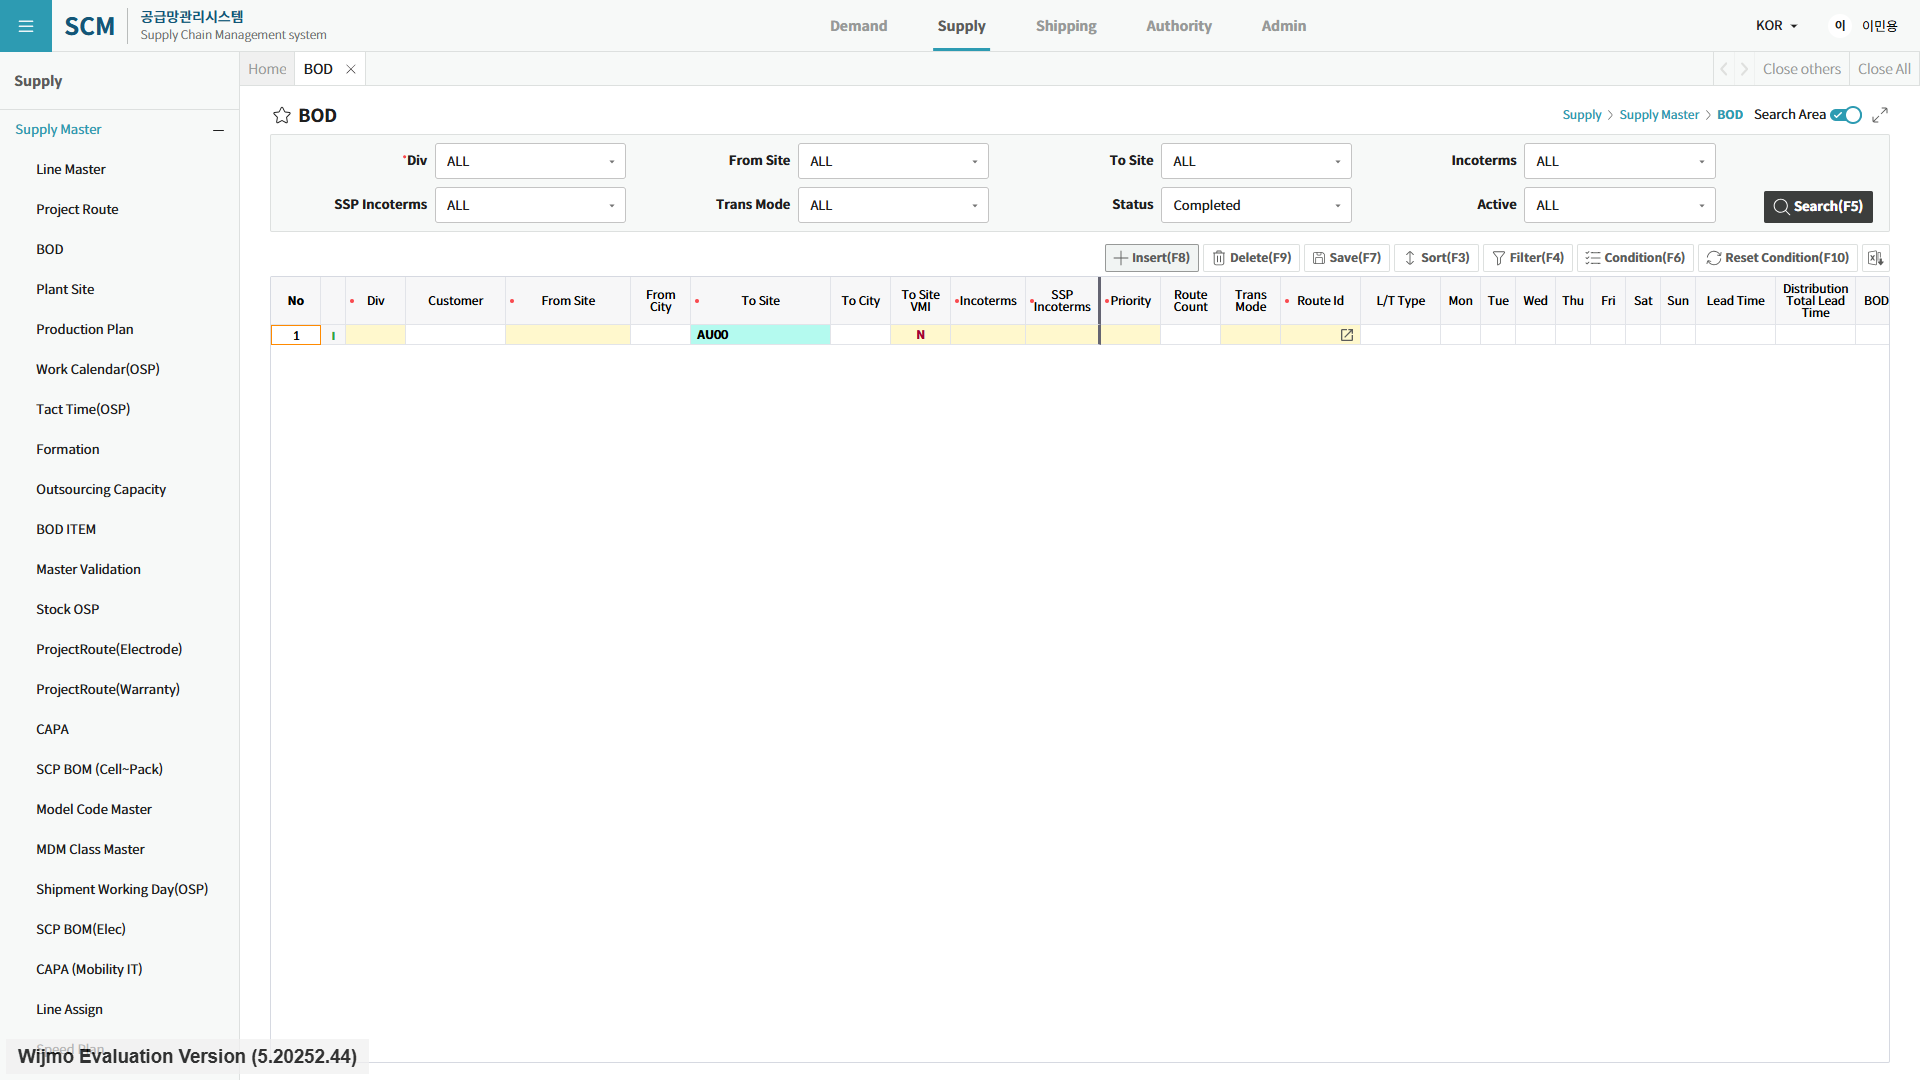 SCM
공급망관리시스템
Supply Chain Management system
Demand
Supply
Shipping
Authority
Admin
KOR
이
이민용
Supply
Home
BOD
Close others
Close All
Supply Master
Line Master
Project Route
BOD
Plant Site
Production Plan
Work Calendar(OSP)
Tact Time(OSP)
Formation
Outsourcing Capacity
BOD ITEM
Master Validation
Stock OSP
ProjectRoute(Electrode)
ProjectRoute(Warranty)
CAPA
SCP BOM (Cell~Pack)
Model Code Master
MDM Class Master
Shipment Working Day(OSP)
SCP BOM(Elec)
CAPA (Mobility IT)
Line Assign
Speed Plan
Wijmo Evaluation Version (5.20252.44)
BOD
Supply > Supply Master > BOD
Search Area
*Div
ALL
From Site
ALL
To Site
ALL
Incoterms
ALL
SSP Incoterms
ALL
Trans Mode
ALL
Status
Completed
Active
ALL
Search(F5)
Insert(F8)
Delete(F9)
Save(F7)
Sort(F3)
Filter(F4)
Condition(F6)
Reset Condition(F10)
No
Div
Customer
From Site
From City
To Site
To City
To Site VMI
Incoterms
SSP Incoterms
Priority
Route Count
Trans Mode
Route Id
L/T Type
Mon
Tue
Wed
Thu
Fri
Sat
Sun
Lead Time
Distribution Total Lead Time
BOD
1
I
AU00
N